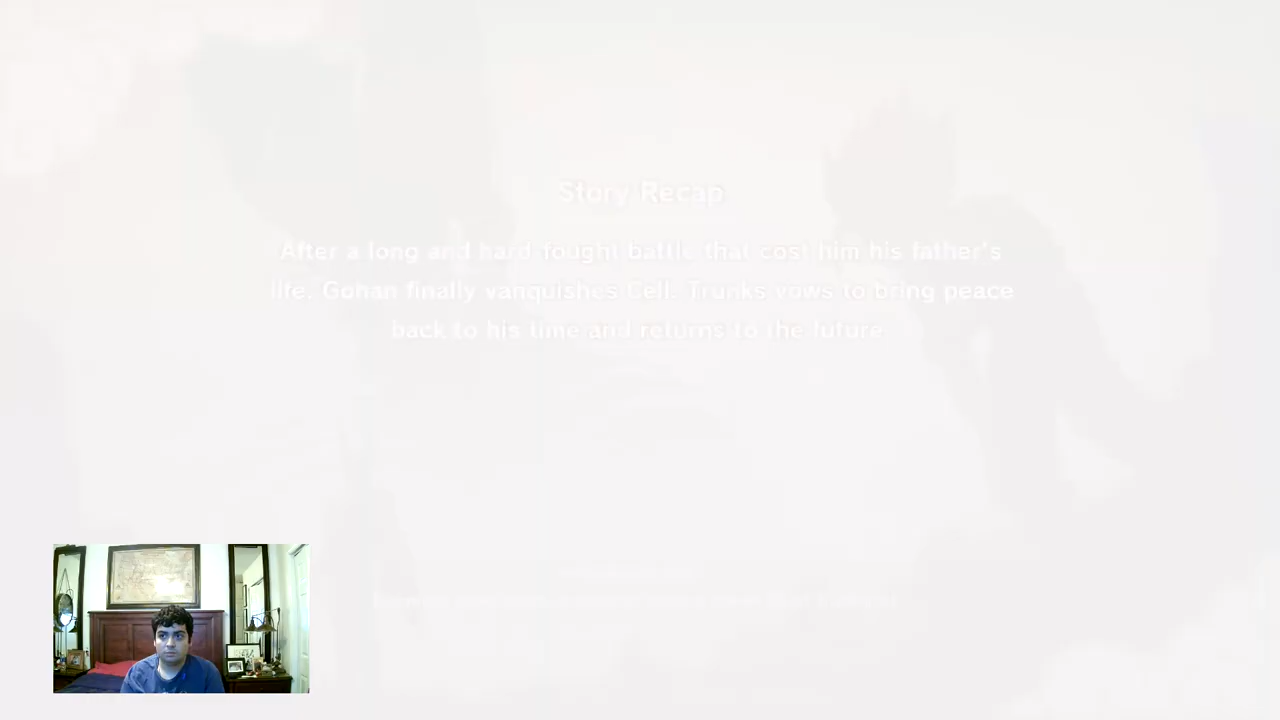 Story Recap
After a long and hard-fought battle that cost him his father's
life, Gohan finally vanquishes Cell. Trunks vows to bring peace
back to his time and returns to the future.